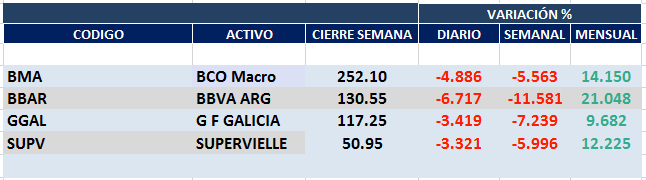 VARIACIÓN %
CODIGO ACTIVO CIERRE SEMANA DIARIO SEMANAL MENSUAL
BMA BCO Macro 252.10 -4.886 -5.563 14.150
BBAR BBVA ARG 130.55 -6.717 -11.581 21.048
GGAL G F GALICIA 117.25 -3.419 -7.239 9.682
SUPV SUPERVIELLE 50.95 -3.321 -5.996 12.225